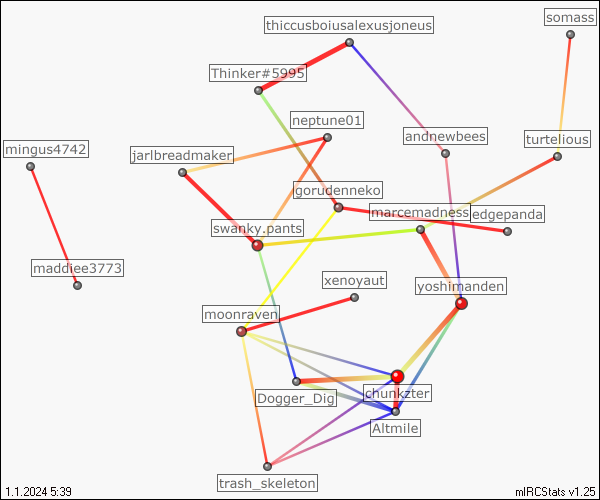 somass
thiccusboiusalexusjoneus
Thinker#5995
neptune01
andnewbees
turtelious
mingus4742
jarlbreadmaker
gorudenneko
marcemadness
edgepanda
swanky.pants
maddiee3773
xenoyaut
yoshimanden
moonraven
chunkzter
Dogger_Dig
Altmile
trash_skeleton
1.1.2024 5:39
mIRCStats v1.25